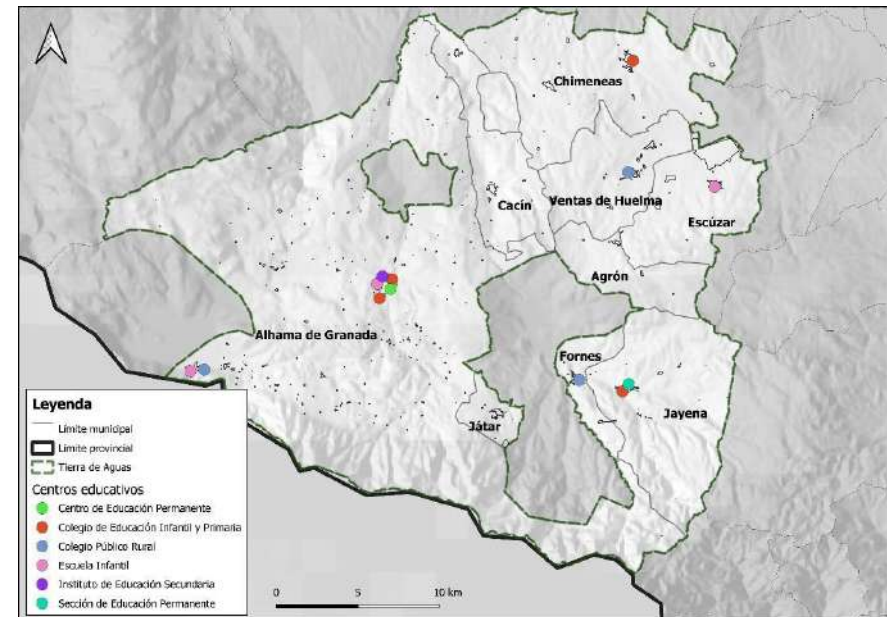 Chimeneas
Cacín
Ventas de Huelma
Escúzar
Agrón
Alhama de Granada
Fornes
Játar
Jayena
Leyenda
Límite municipal
Límite provincial
Tierra de Aguas
Centros educativos
Centro de Educación Permanente
Colegio de Educación Infantil y Primaria
Colegio Público Rural
Escuela Infantil
Instituto de Educación Secundaria
Sección de Educación Permanente
0 5 10 km